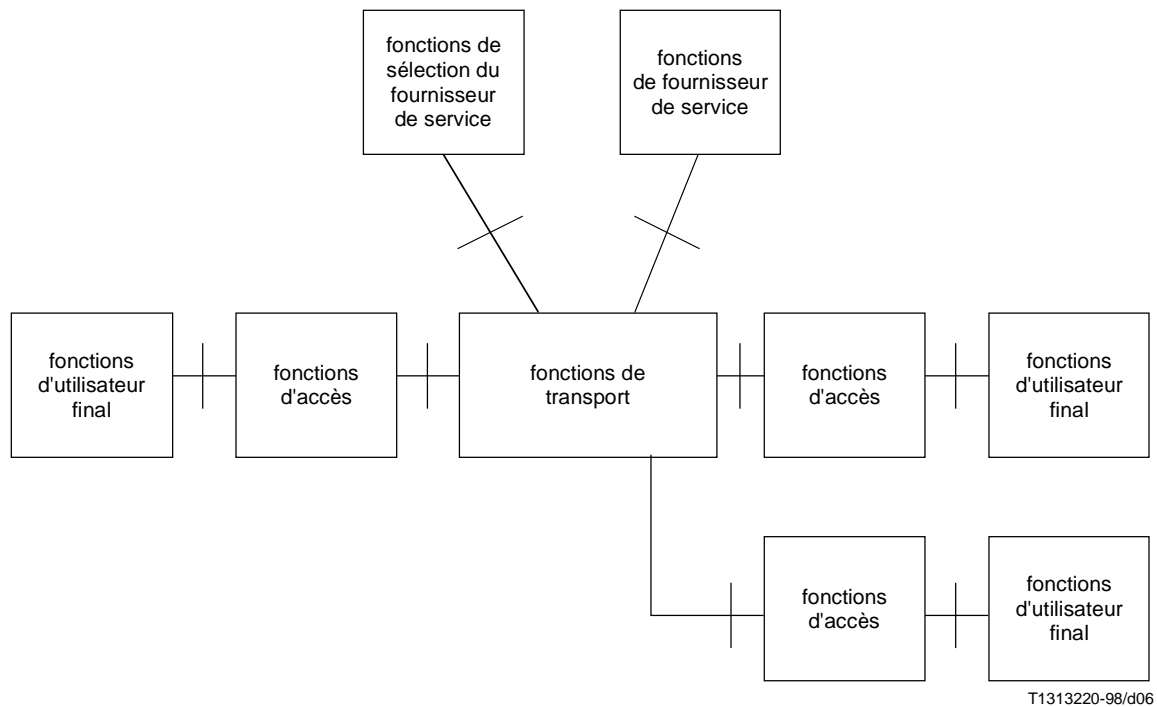 fonctions de
sélection du
fournisseur
de service
fonctions
de fournisseur
de service
fonctions
d'utilisateur
final
fonctions
d'accès
fonctions de
transport
fonctions
d'accès
fonctions
d'utilisateur
final
fonctions
d'accès
fonctions
d'utilisateur
final
T1313220-98/d06